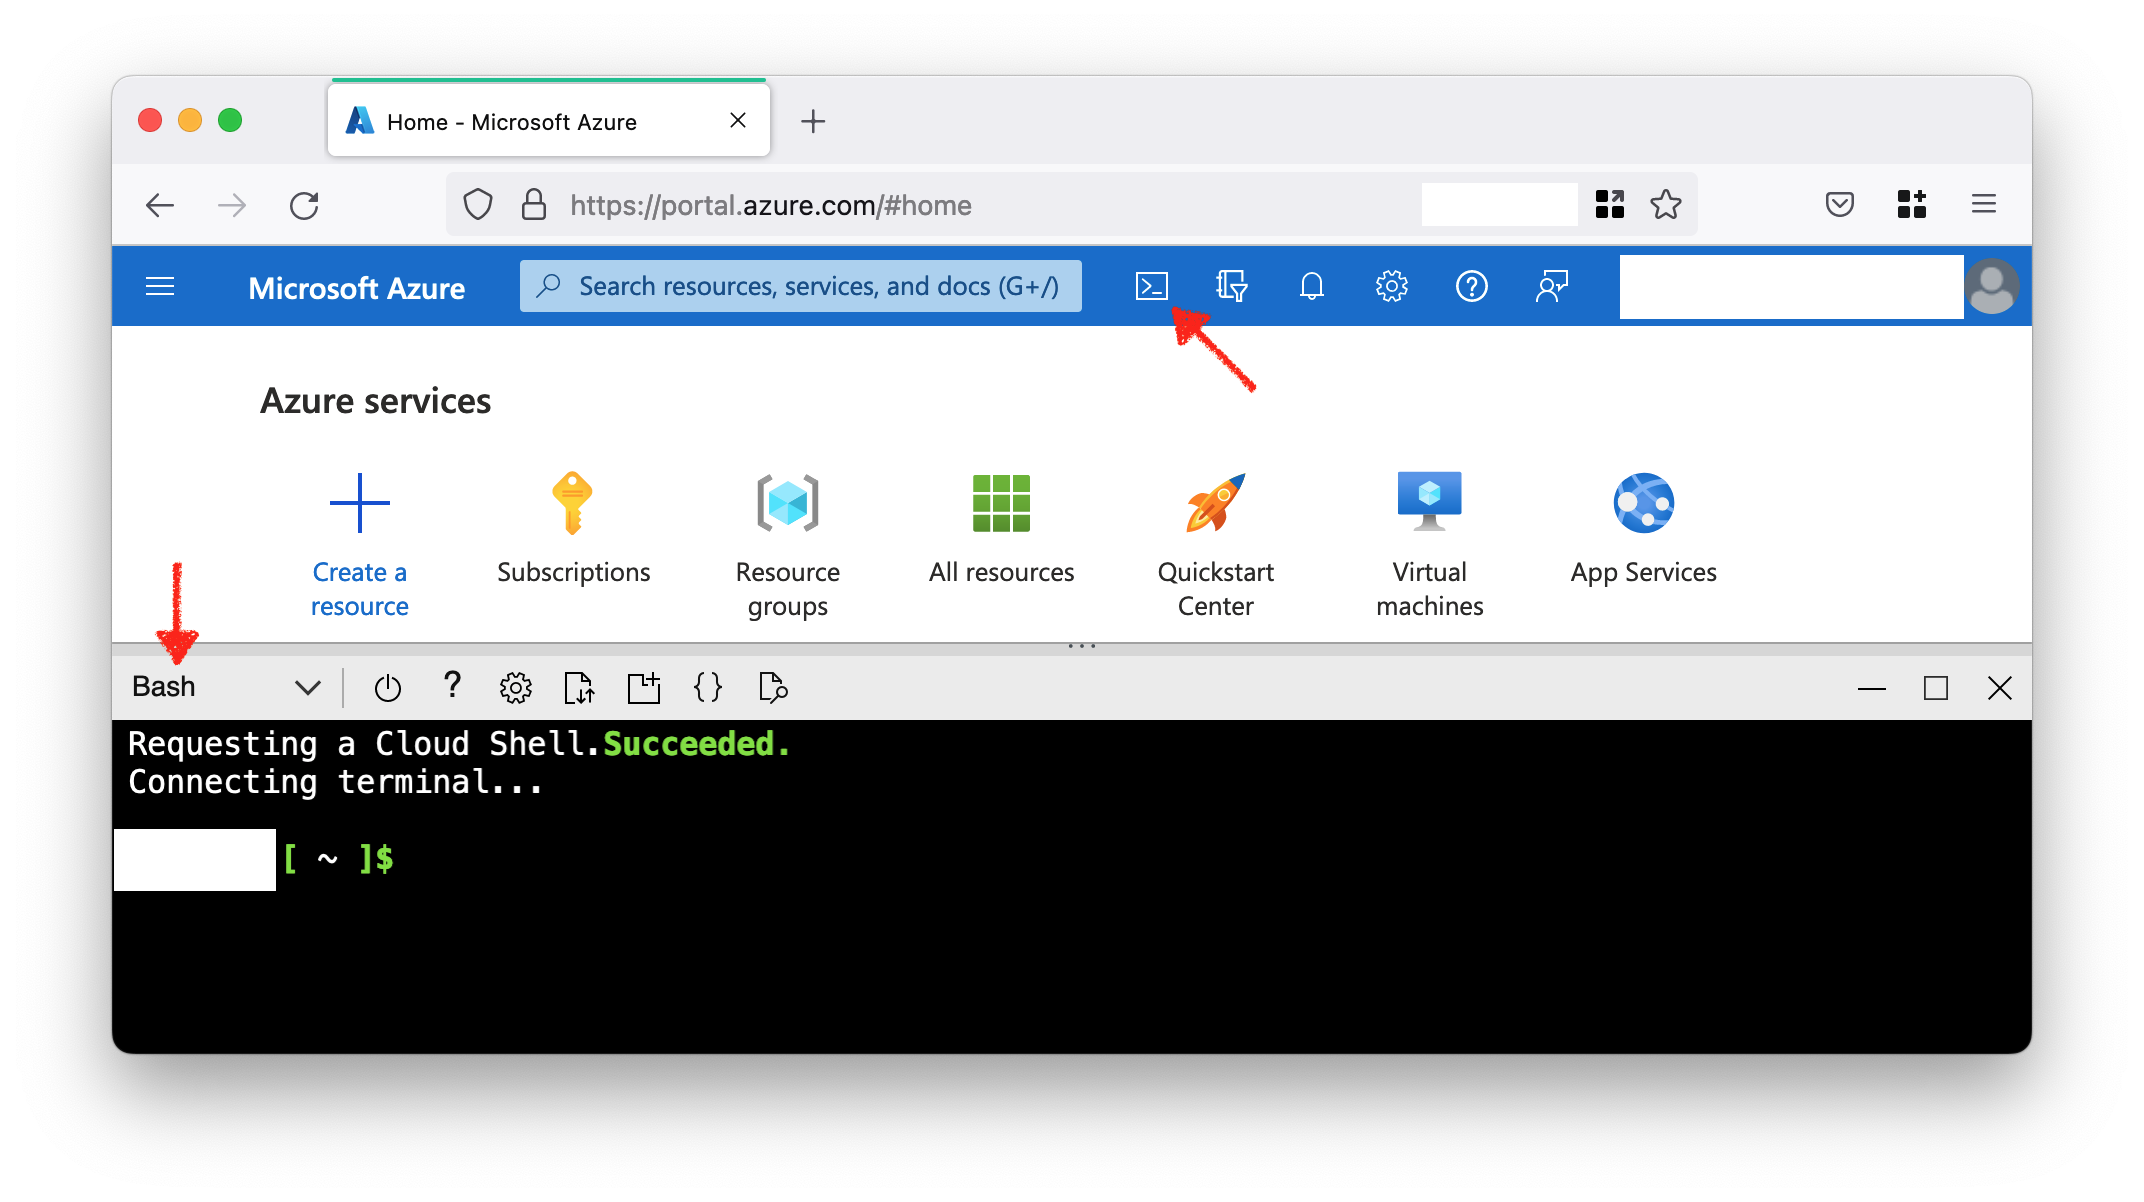 Home - Microsoft Azure
https://portal.azure.com/#home
Microsoft Azure
Search resources, services, and docs (G+/)
Azure services
Create a
resource
Subscriptions
Resource
groups
All resources
Quickstart
Center
Virtual
machines
App Services
Bash
Requesting a Cloud Shell.Succeeded.
Connecting terminal...
[ ~ ]$